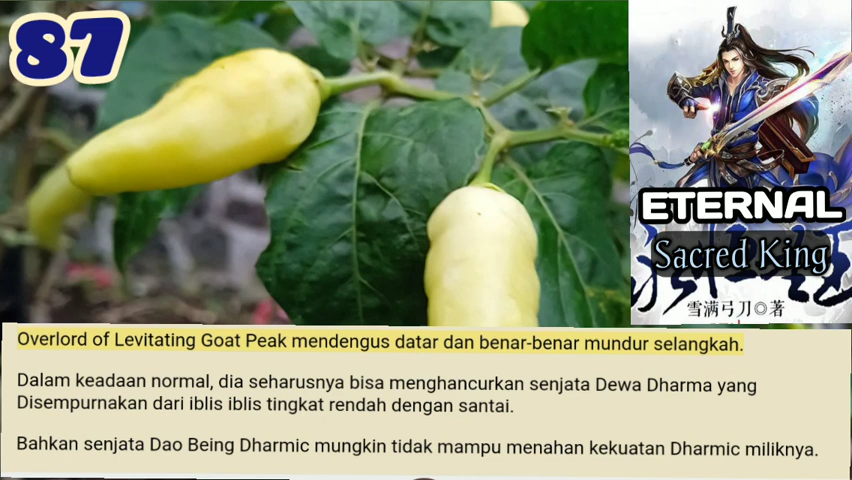 87
ETERNAL
Sacred King
雪满弓刀◎著
Overlord of Levitating Goat Peak mendengus datar dan benar-benar mundur selangkah.
Dalam keadaan normal, dia seharusnya bisa menghancurkan senjata Dewa Dharma yang
Disempurnakan dari iblis iblis tingkat rendah dengan santai.
Bahkan senjata Dao Being Dharmic mungkin tidak mampu menahan kekuatan Dharmic miliknya.